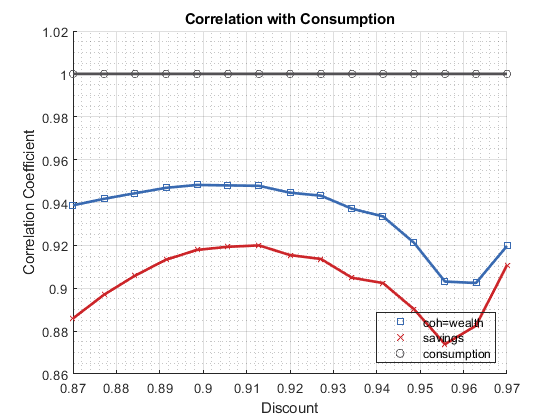 Correlation with Consumption
1.02
1
0.98
0.96
0.94
0.92
0.9
0.88
0.86
Correlation Coefficient
coh=wealth
savings
consumption
0.87 0.88 0.89 0.9 0.91 0.92 0.93 0.94 0.95 0.96 0.97
Discount